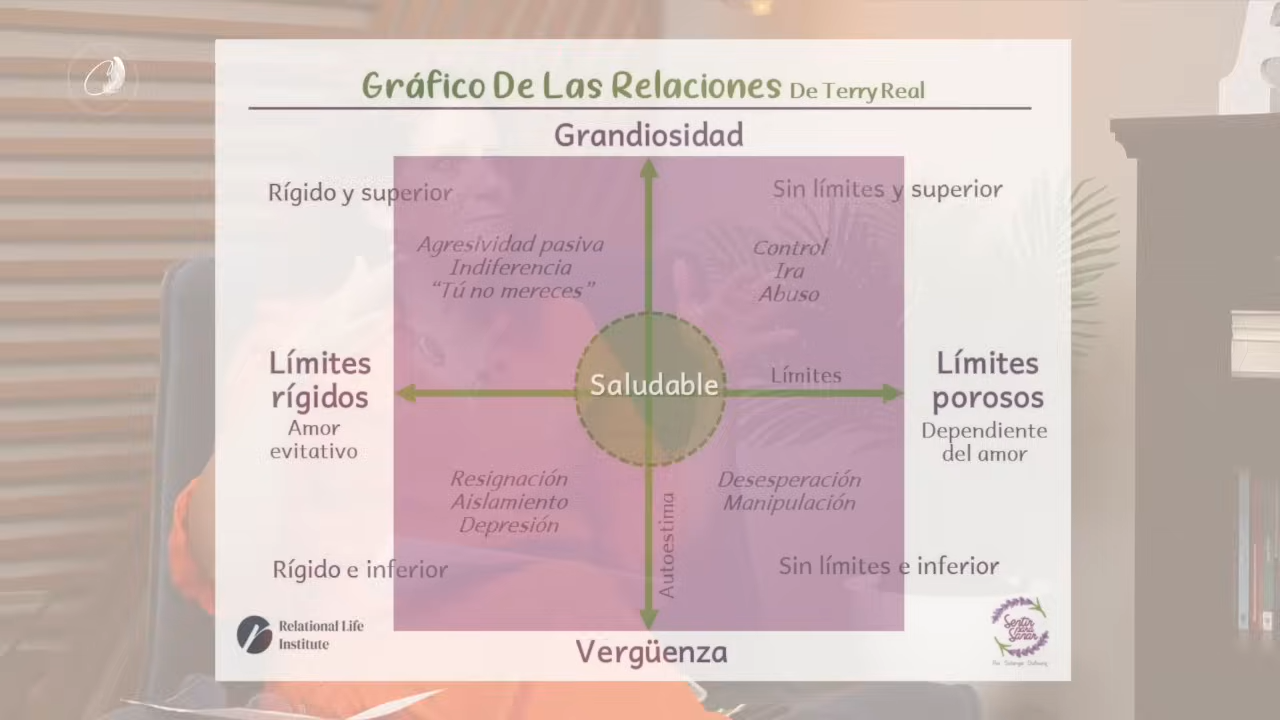 Gráfico De Las Relaciones De Terry Real
Grandiosidad
Rígido y superior
Sin límites y superior
Agresividad pasiva
Indiferencia
“Tú no mereces”
Control
Ira
Abuso
Límites
rígidos
Amor
evitativo
Saludable
Límites
Límites
porosos
Dependiente
del amor
Resignación
Aislamiento
Depresión
Desesperación
Manipulación
Autoestima
Rígido e inferior
Sin límites e inferior
Relational Life
Institute
Sentir
para
Sanar
Vergüenza